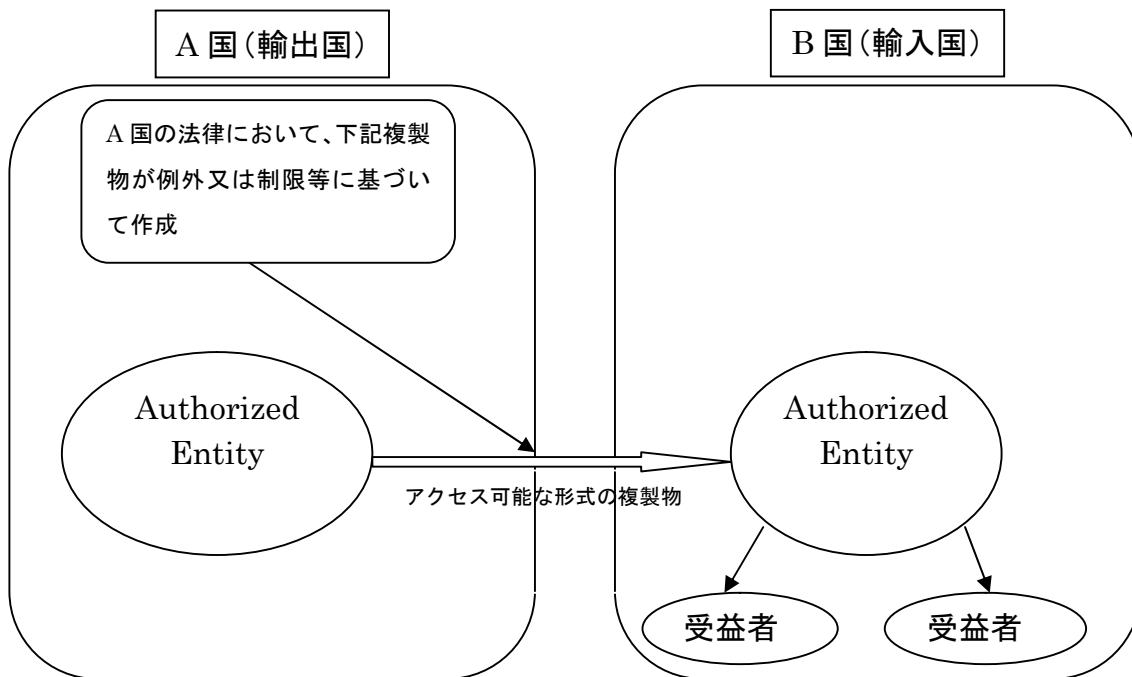 A 国（輸出国）
B 国（輸入国）
A 国の法律において、下記複製
物が例外又は制限等に基づい
て作成
Authorized
Entity
Authorized
Entity
アクセス可能な形式の複製物
受益者
受益者